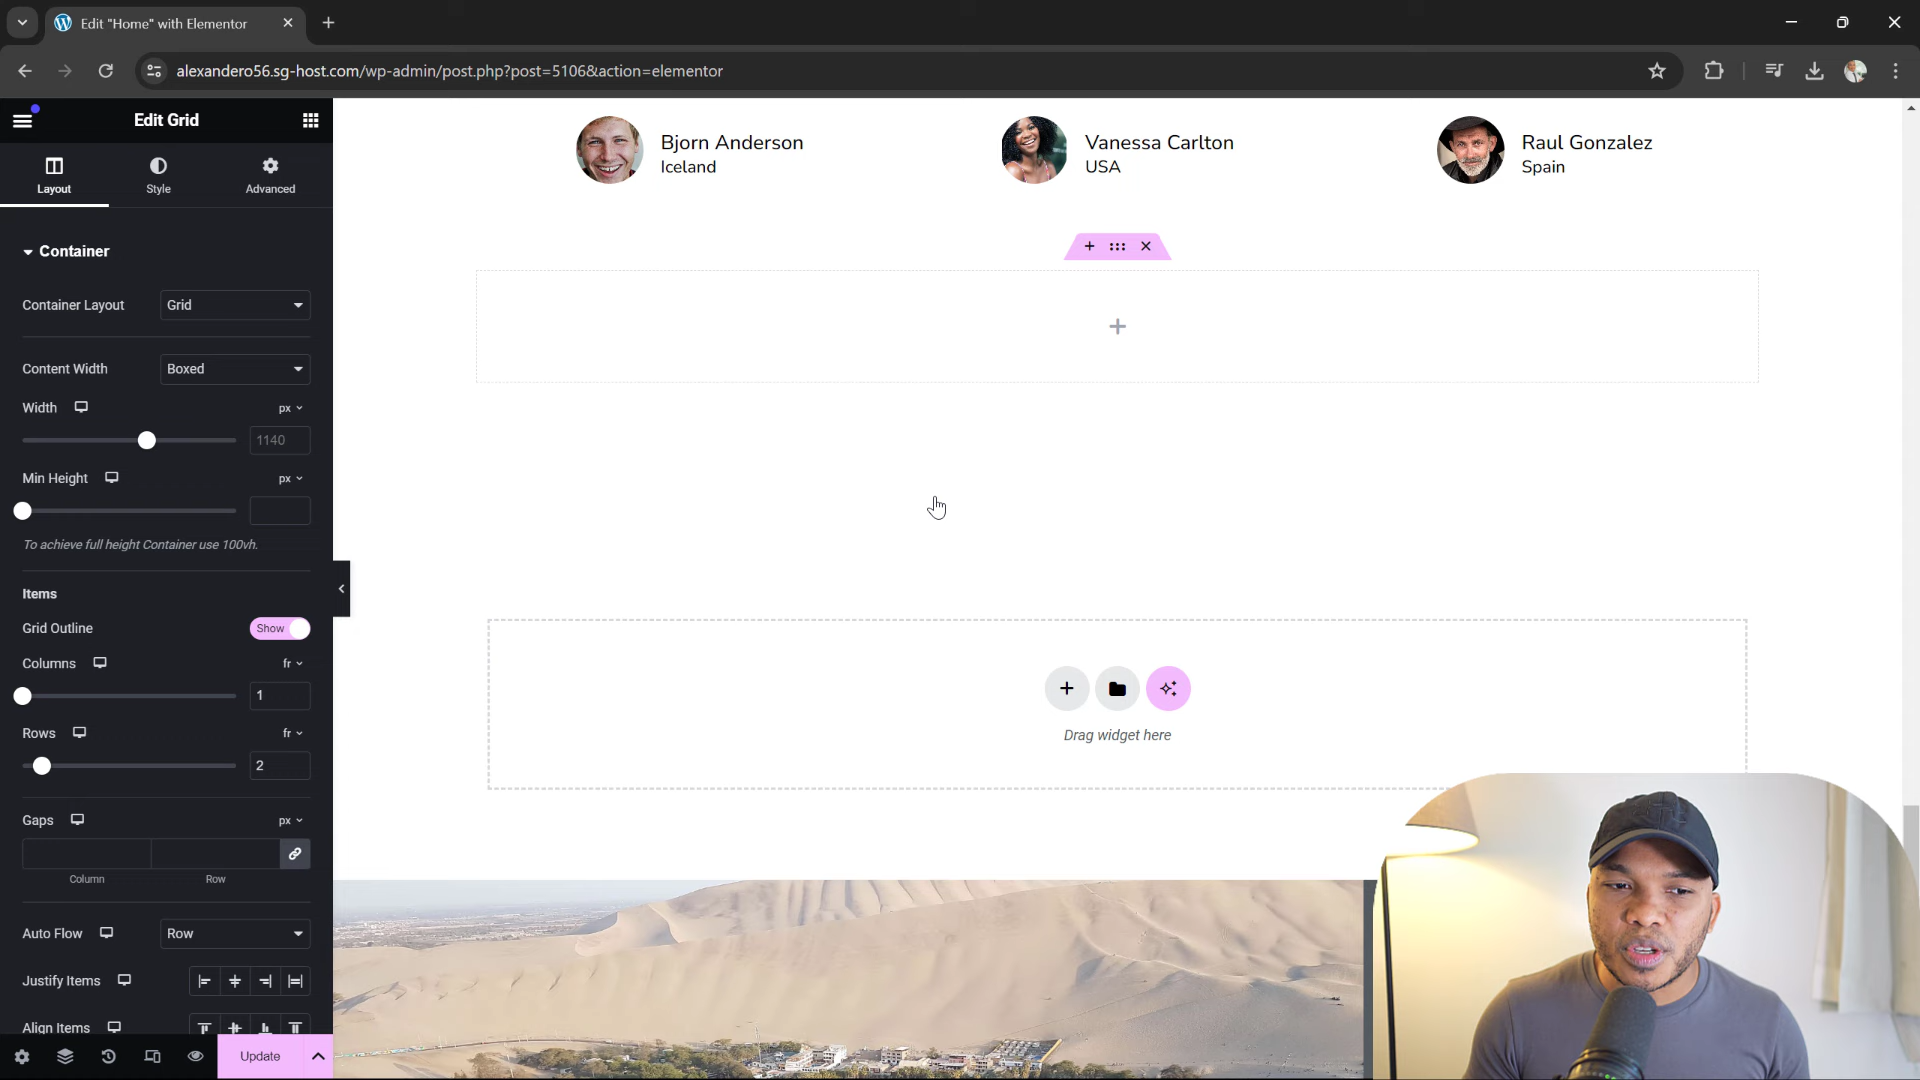 Edit "Home" with Elementor
alexandero56.sg-host.com/wp-admin/post.php?post=5106&action=elementor
Edit Grid
Layout
Style
Advanced
Container
Container Layout
Grid
Content Width
Boxed
Width
px
1140
Min Height
px
To achieve full height Container use 100vh.
Items
Grid Outline
Show
Columns
fr
1
Rows
fr
2
Gaps
px
Column
Row
Auto Flow
Row
Justify Items
Align Items
Update
Bjorn Anderson
Iceland
Vanessa Carlton
USA
Raul Gonzalez
Spain
Drag widget here